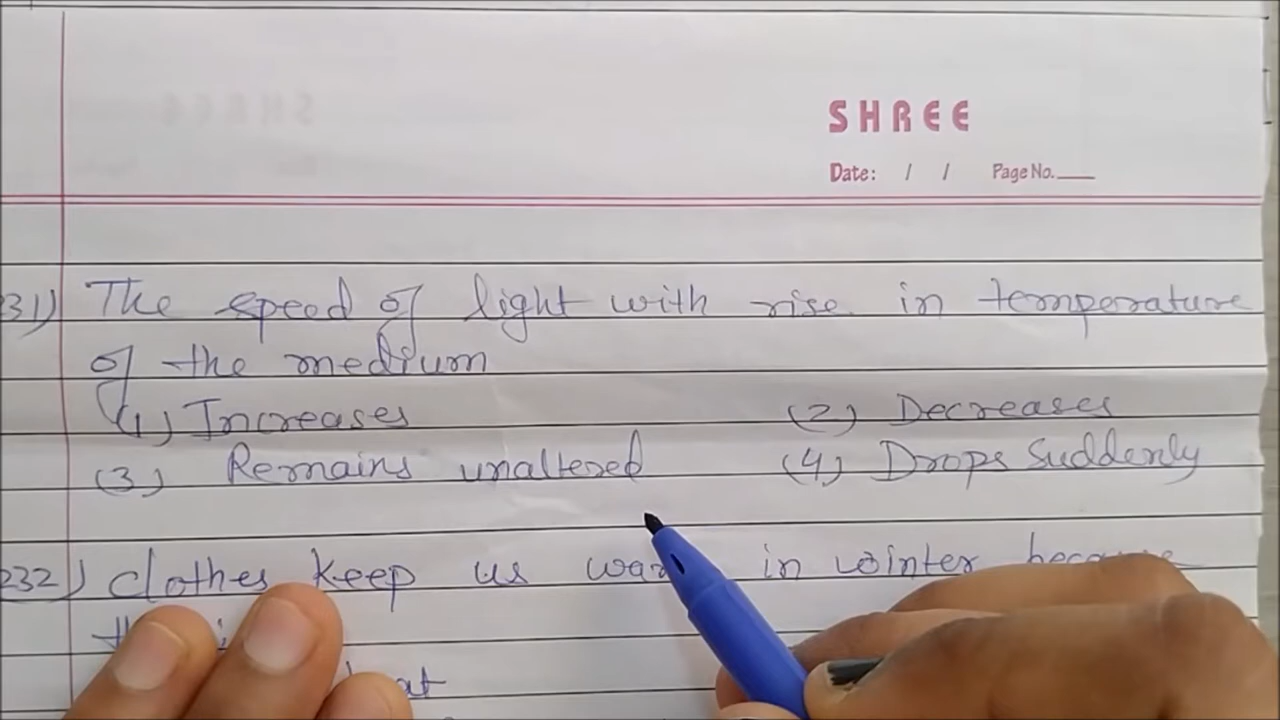 SHREE
Date: / / Page No.
31) The speed of light with rise in temperature
of the medium
(1) Increases (2) Decreases
(3) Remains unaltered (4) Drops Suddenly
232) clothes keep us in winter